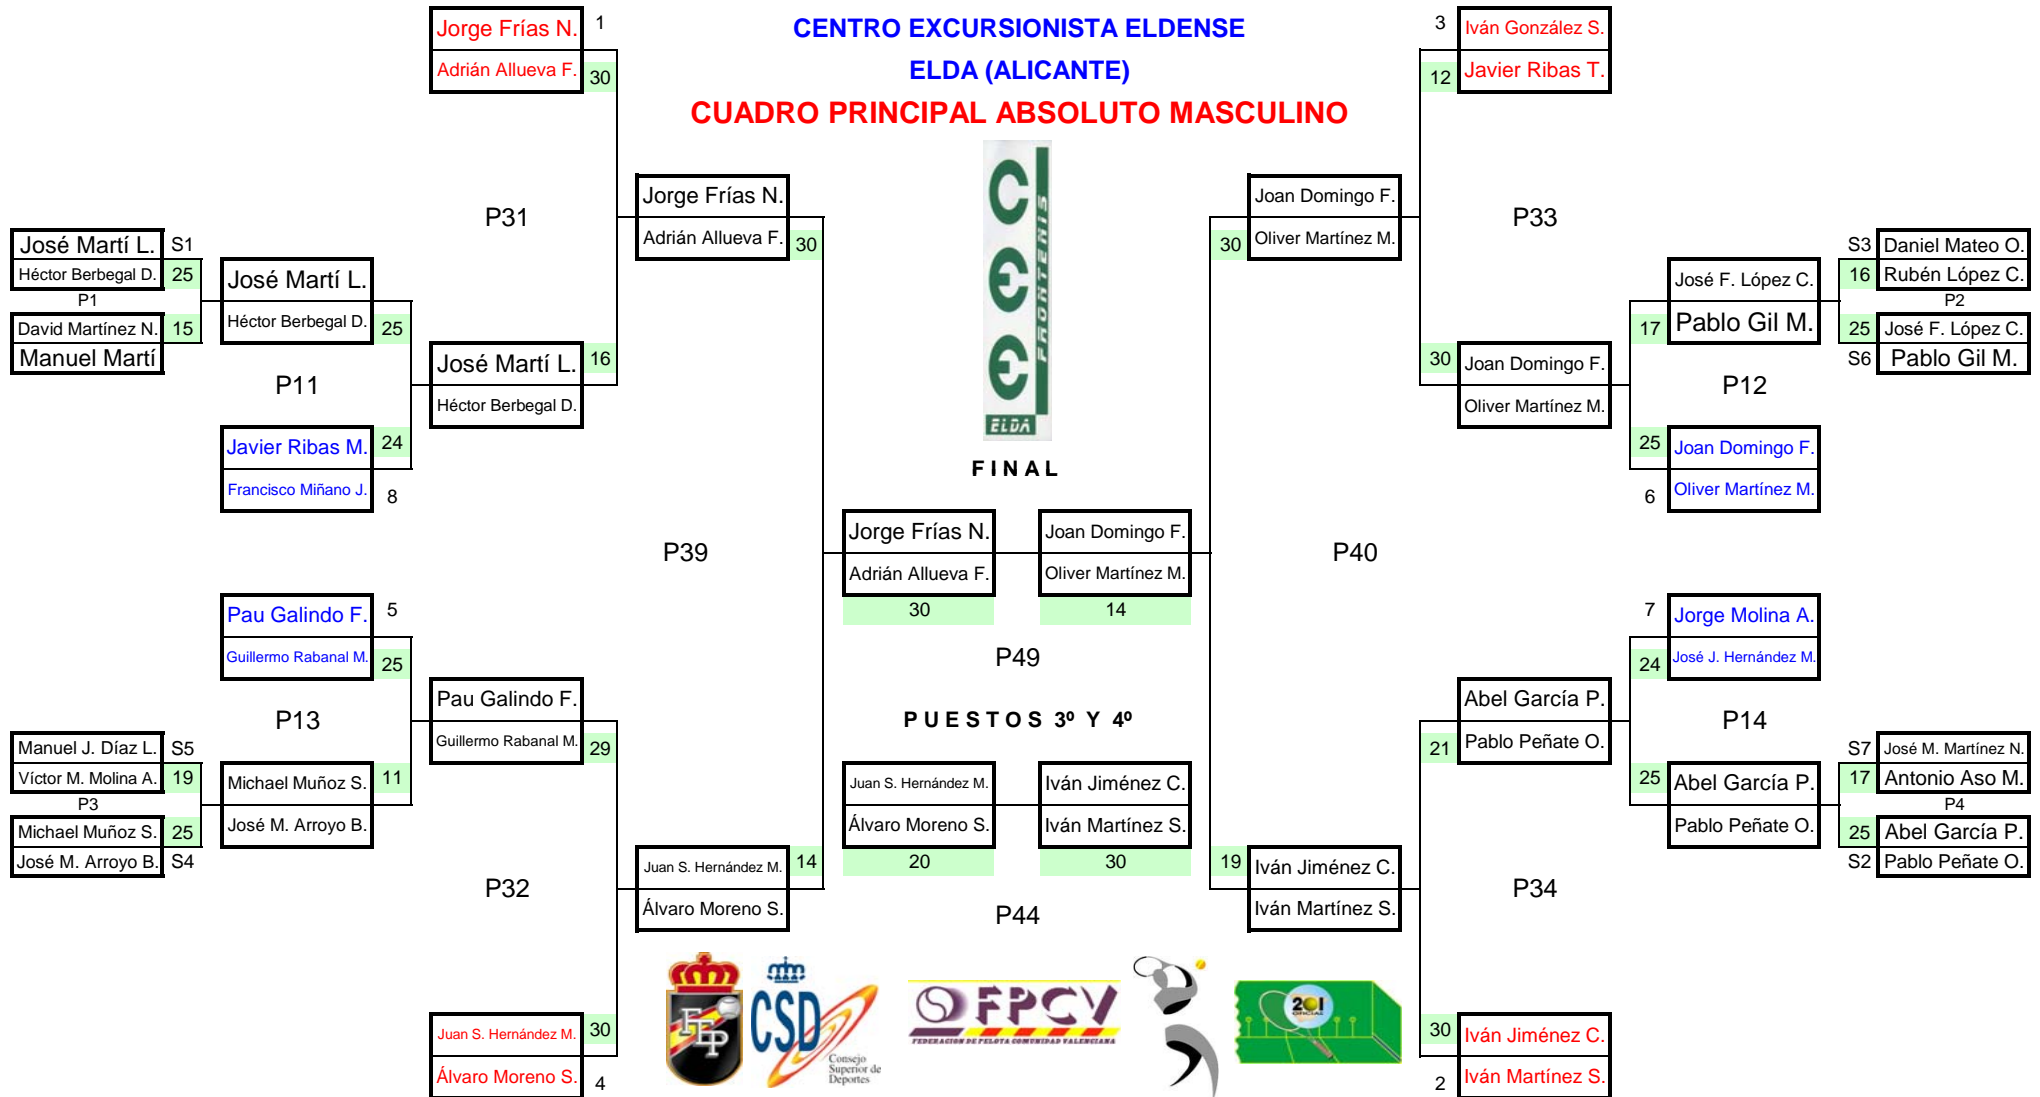 CENTRO EXCURSIONISTA ELDENSE
ELDA (ALICANTE)
CUADRO PRINCIPAL ABSOLUTO MASCULINO
Jorge Frías N. 1
Adrián Allueva F. 30
P31
José Martí L. S1
Héctor Berbegal D. 25
P1
David Martínez N. 15
Manuel Martí
José Martí L.
Héctor Berbegal D. 25
P11
Javier Ribas M. 24
Francisco Miñano J. 8
José Martí L. 16
Héctor Berbegal D.
Jorge Frías N.
Adrián Allueva F. 30
P39
Pau Galindo F. 5
Guillermo Rabanal M. 25
P13
Manuel J. Díaz L. S5
Víctor M. Molina A. 19
P3
Michael Muñoz S. 25
José M. Arroyo B. S4
Michael Muñoz S. 11
José M. Arroyo B.
Pau Galindo F.
Guillermo Rabanal M. 29
P32
Juan S. Hernández M. 14
Álvaro Moreno S.
Juan S. Hernández M. 30
Álvaro Moreno S. 4
CEE
FRONTENIS
ELDA
FINAL
Jorge Frías N.
Adrián Allueva F.
30
Joan Domingo F.
Oliver Martínez M.
14
P49
PUESTOS 3º Y 4º
Juan S. Hernández M.
Álvaro Moreno S.
20
Iván Jiménez C.
Iván Martínez S.
30
P44
3 Iván González S.
12 Javier Ribas T.
P33
Joan Domingo F.
30 Oliver Martínez M.
S3 Daniel Mateo O.
16 Rubén López C.
P2
25 José F. López C.
S6 Pablo Gil M.
José F. López C.
17 Pablo Gil M.
P12
25 Joan Domingo F.
6 Oliver Martínez M.
30 Joan Domingo F.
Oliver Martínez M.
P40
7 Jorge Molina A.
24 José J. Hernández M.
P14
S7 José M. Martínez N.
17 Antonio Aso M.
P4
25 Abel García P.
S2 Pablo Peñate O.
25 Abel García P.
Pablo Peñate O.
Abel García P.
21 Pablo Peñate O.
P34
19 Iván Jiménez C.
Iván Martínez S.
30 Iván Jiménez C.
2 Iván Martínez S.
FEP
CSD
Consejo
Superior de
Deportes
FPCV
FEDERACION DE PELOTA COMUNIDAD VALENCIANA
201
OFICIAL